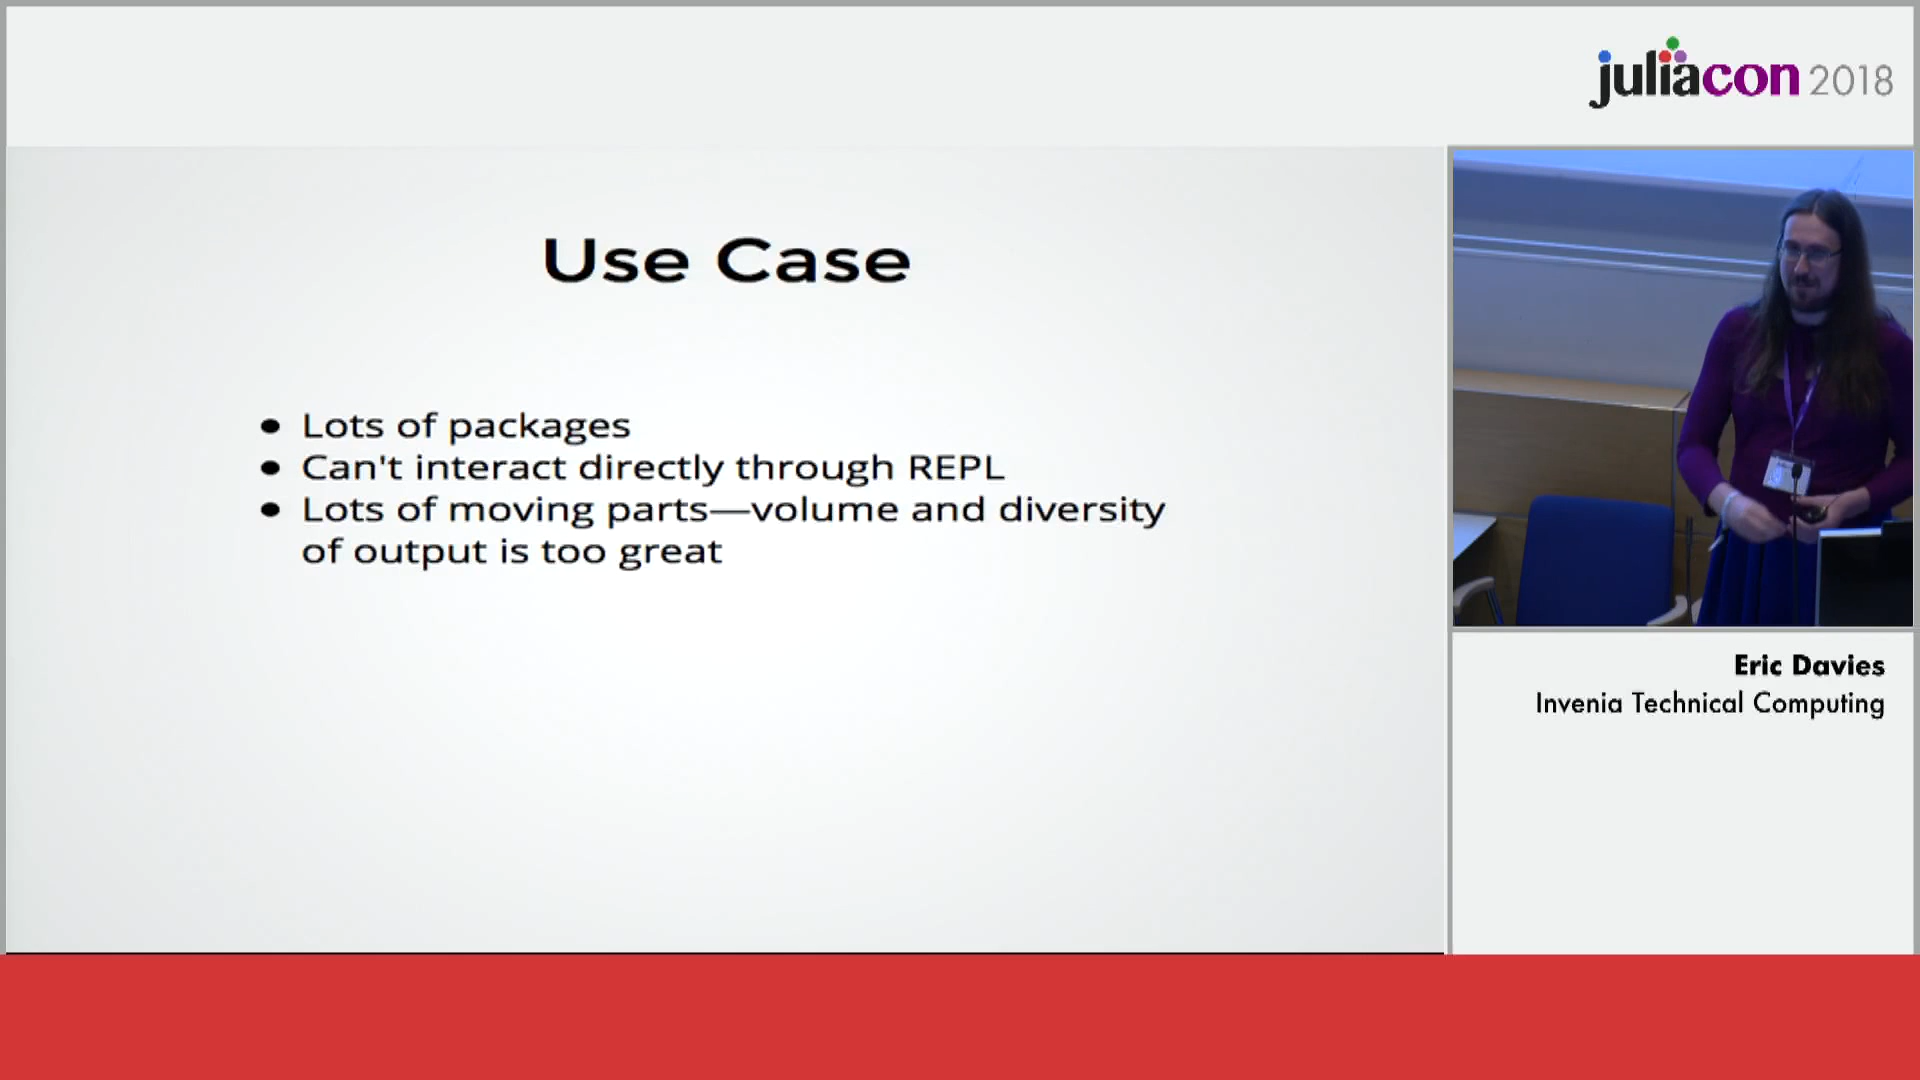 juliacon 2018
Use Case
• Lots of packages
• Can't interact directly through REPL
• Lots of moving parts—volume and diversity
of output is too great
Eric Davies
Invenia Technical Computing